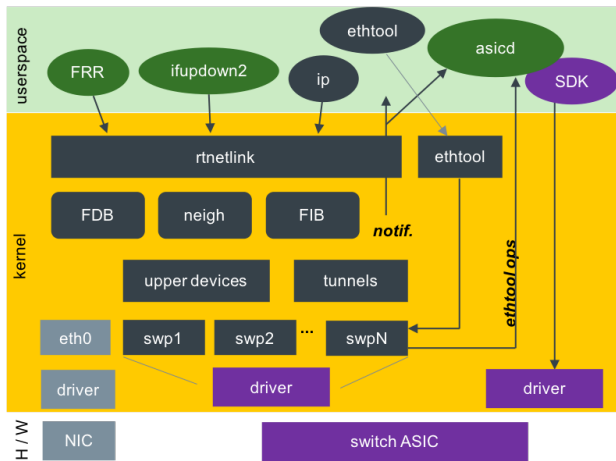 userspace
ethtool
asicd
FRR
ifupdown2
ip
SDK
kernel
rtnetlink
ethtool
FDB
neigh
FIB
notif.
upper devices
tunnels
ethtool ops
eth0
swp1
swp2
...
swpN
driver
driver
driver
H / W
NIC
switch ASIC